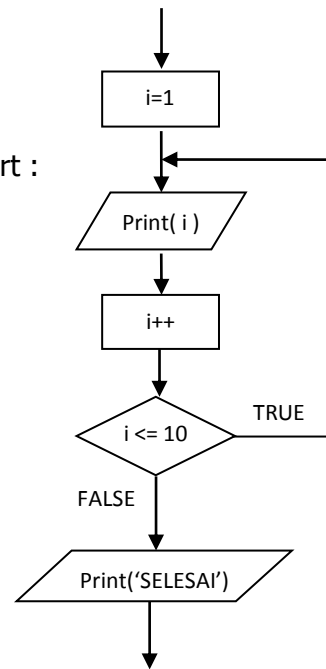 i=1
rt :
Print( i )
i++
i <= 10
TRUE
FALSE
Print(‘SELESAI’)